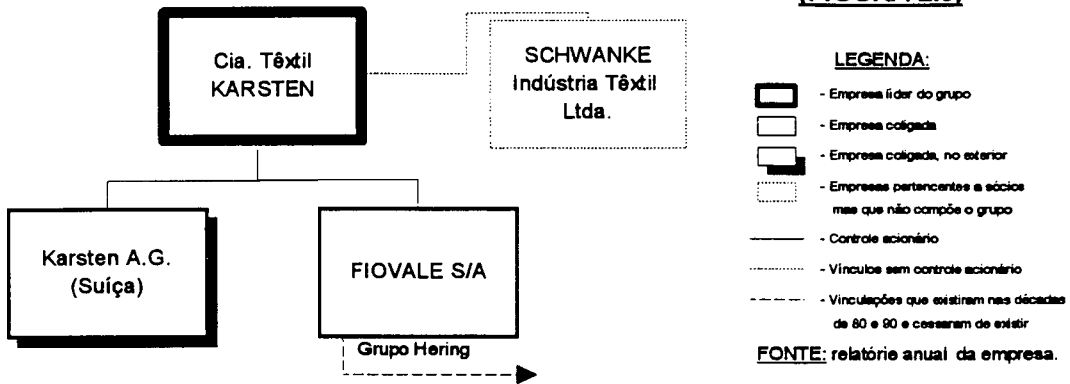 Cia. Têxtil
KARSTEN
SCHWANKE
Indústria Têxtil
Ltda.
Karsten A.G.
(Suíça)
FIOVALE S/A
Grupo Hering
LEGENDA:
- Empresa líder do grupo
- Empresa coligada
- Empresa coligada, no exterior
- Empresas pertencentes a sócios
mas que não compõe o grupo
- Controle acionário
- Vínculos sem controle acionário
- Vinculações que existiram nas décadas
de 80 e 90 e cessaram de existir
FONTE: relatório anual da empresa.